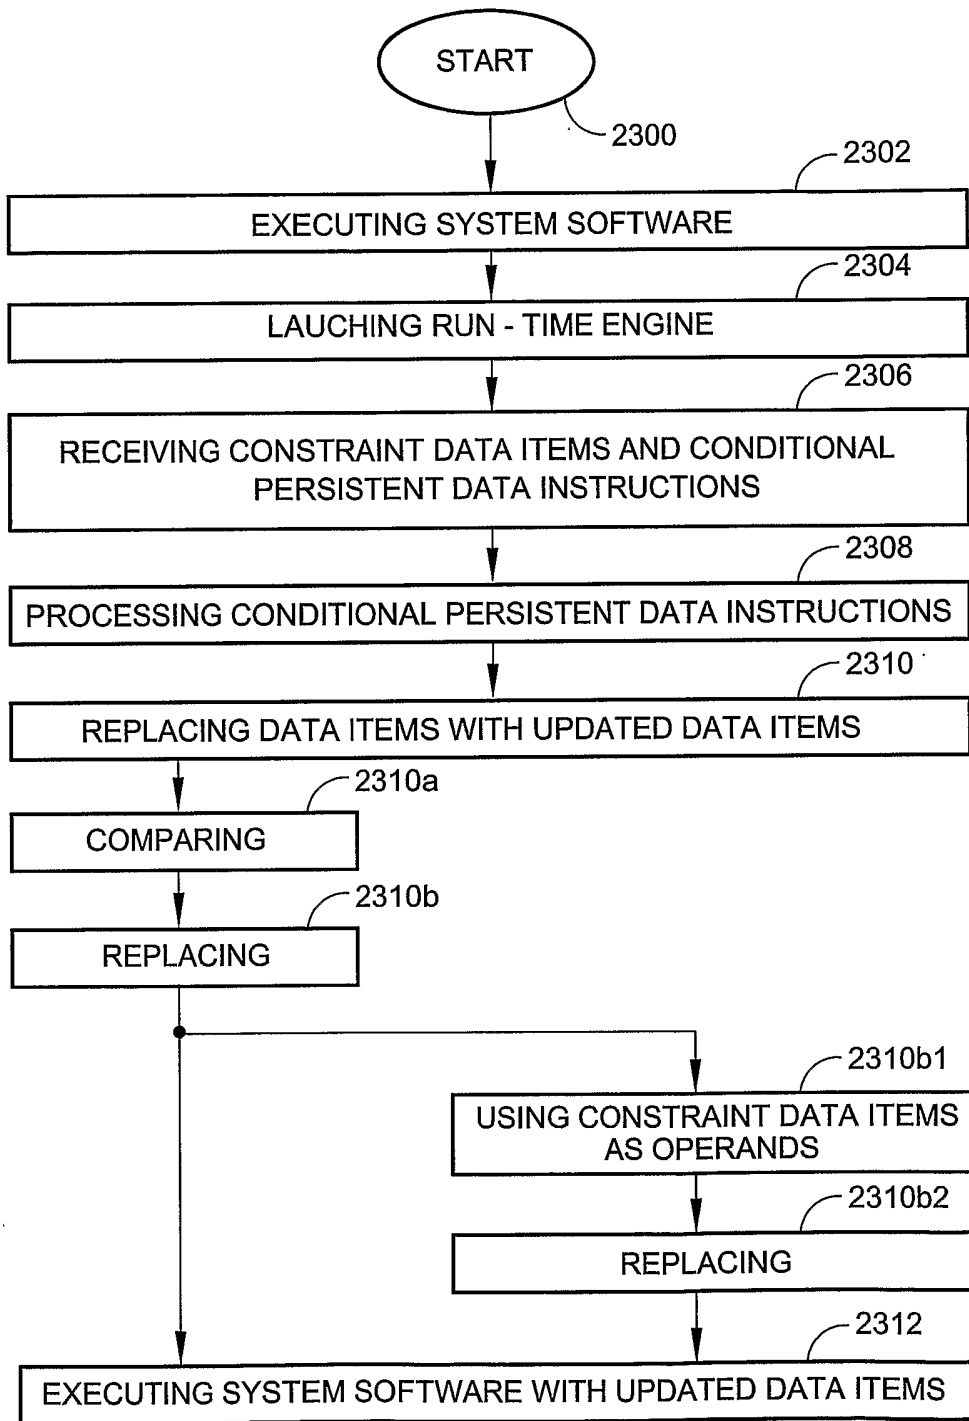 START
2300
2302
EXECUTING SYSTEM SOFTWARE
2304
LAUCHING RUN - TIME ENGINE
2306
RECEIVING CONSTRAINT DATA ITEMS AND CONDITIONAL
PERSISTENT DATA INSTRUCTIONS
2308
PROCESSING CONDITIONAL PERSISTENT DATA INSTRUCTIONS
2310
REPLACING DATA ITEMS WITH UPDATED DATA ITEMS
2310a
COMPARING
2310b
REPLACING
2310b1
USING CONSTRAINT DATA ITEMS
AS OPERANDS
2310b2
REPLACING
2312
EXECUTING SYSTEM SOFTWARE WITH UPDATED DATA ITEMS